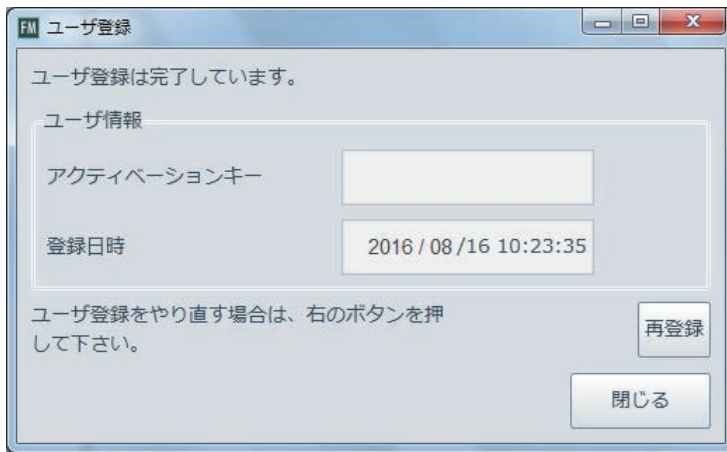 FM ユーザ登録
ユーザ登録は完了しています。
ユーザ情報
アクティベーションキー
登録日時 2016 / 08 /16 10:23:35
ユーザ登録をやり直す場合は、右のボタンを押
して下さい。
再登録
閉じる